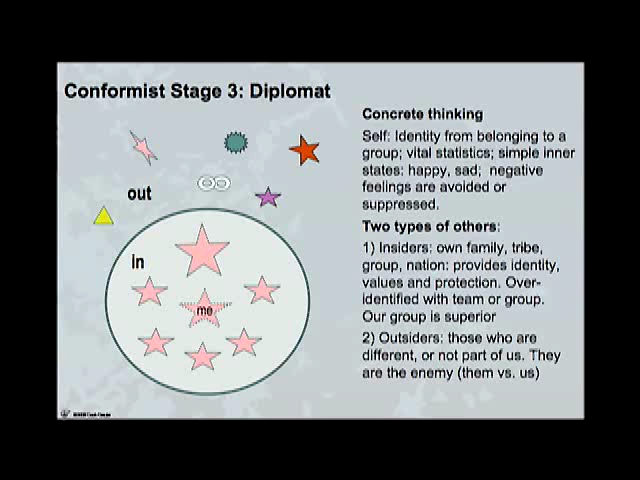 Conformist Stage 3: Diplomat
out
in
me
Concrete thinking
Self: Identity from belonging to a
group; vital statistics; simple inner
states: happy, sad; negative
feelings are avoided or
suppressed.
Two types of others:
1) Insiders: own family, tribe,
group, nation: provides identity,
values and protection. Over-
identified with team or group.
Our group is superior
2) Outsiders: those who are
different, or not part of us. They
are the enemy (them vs. us)